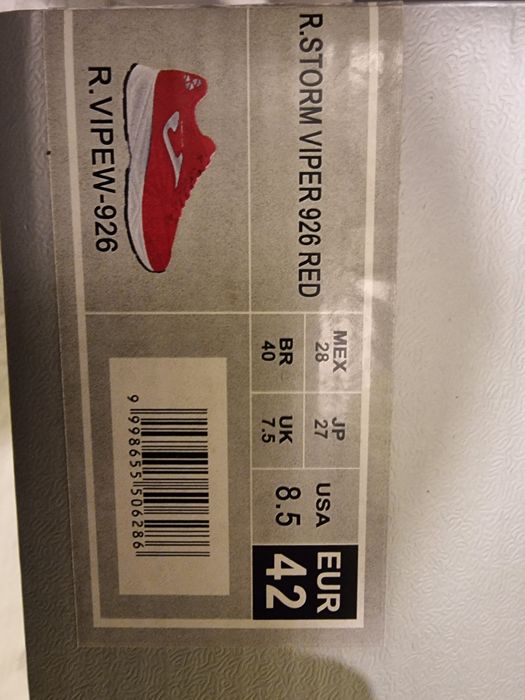 R.STORM VIPER 926 RED
MEX
28
JP
27
USA
8.5
EUR
42
BR
40
UK
7.5
R.VIPEW-926
9 998655 506286